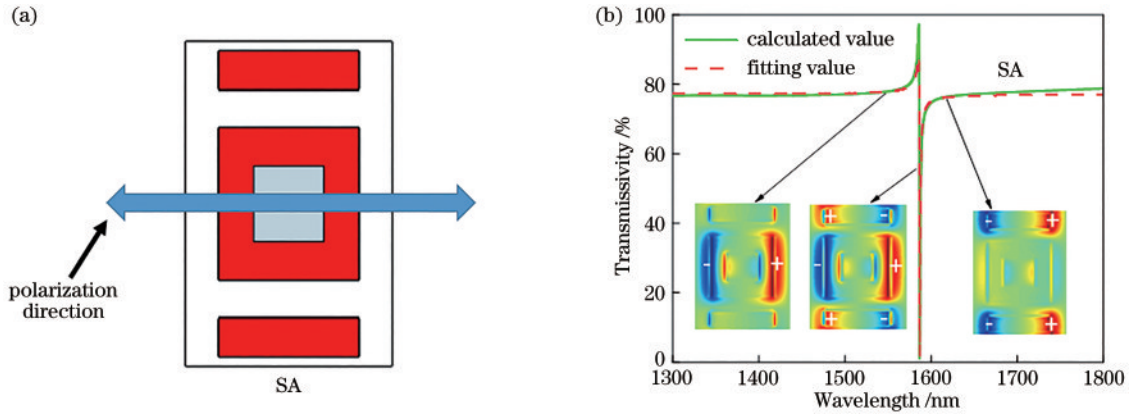 (a)
polarization
direction
SA
(b)
calculated value
fitting value
SA
Transmissivity /%
100
80
60
40
20
0
1300
1400
1500
1600
1700
1800
Wavelength /nm
- +
+ -
- +
+ -
- +
- +